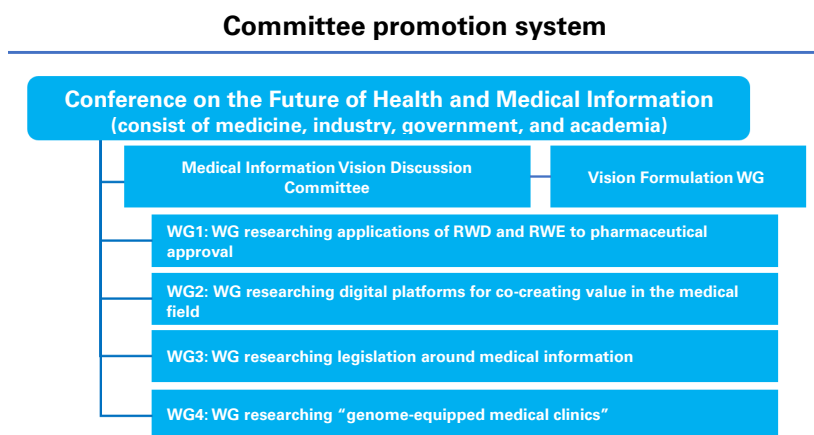 Committee promotion system
Conference on the Future of Health and Medical Information
(consist of medicine, industry, government, and academia)
Medical Information Vision Discussion
Committee
Vision Formulation WG
WG1: WG researching applications of RWD and RWE to pharmaceutical
approval
WG2: WG researching digital platforms for co-creating value in the medical
field
WG3: WG researching legislation around medical information
WG4: WG researching “genome-equipped medical clinics”